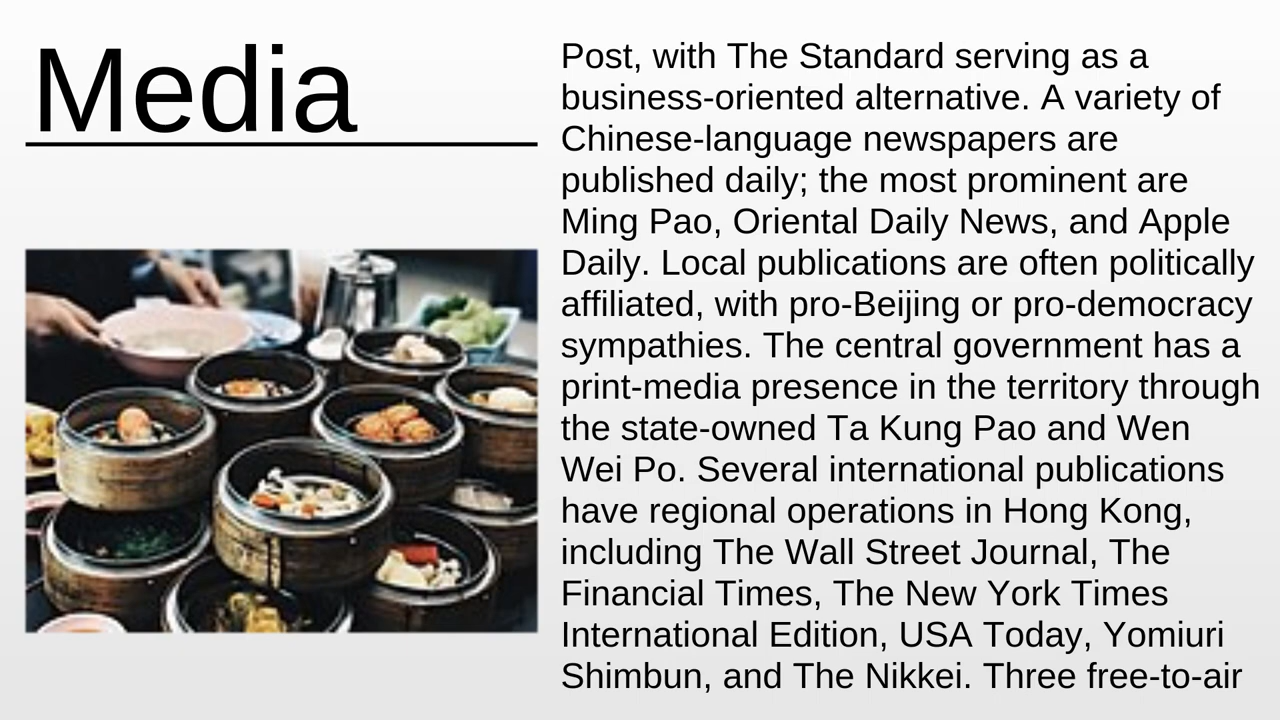 Media
Post, with The Standard serving as a
business-oriented alternative. A variety of
Chinese-language newspapers are
published daily; the most prominent are
Ming Pao, Oriental Daily News, and Apple
Daily. Local publications are often politically
affiliated, with pro-Beijing or pro-democracy
sympathies. The central government has a
print-media presence in the territory through
the state-owned Ta Kung Pao and Wen
Wei Po. Several international publications
have regional operations in Hong Kong,
including The Wall Street Journal, The
Financial Times, The New York Times
International Edition, USA Today, Yomiuri
Shimbun, and The Nikkei. Three free-to-air